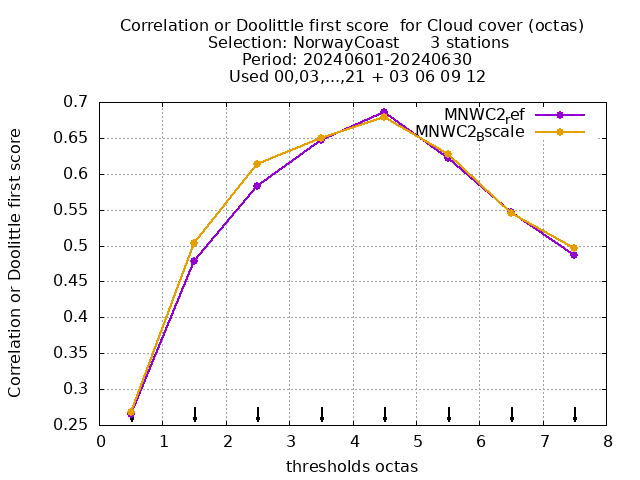 Correlation or Doolittle first score  for Cloud cover (octas)
Selection: NorwayCoast      3 stations
Period: 20240601-20240630
Used 00,03,...,21 + 03 06 09 12
Correlation or Doolittle first score
0.7
0.65
0.6
0.55
0.5
0.45
0.4
0.35
0.3
0.25
MNWC2ref
MNWC2Bscale
0 1 2 3 4 5 6 7 8
thresholds octas